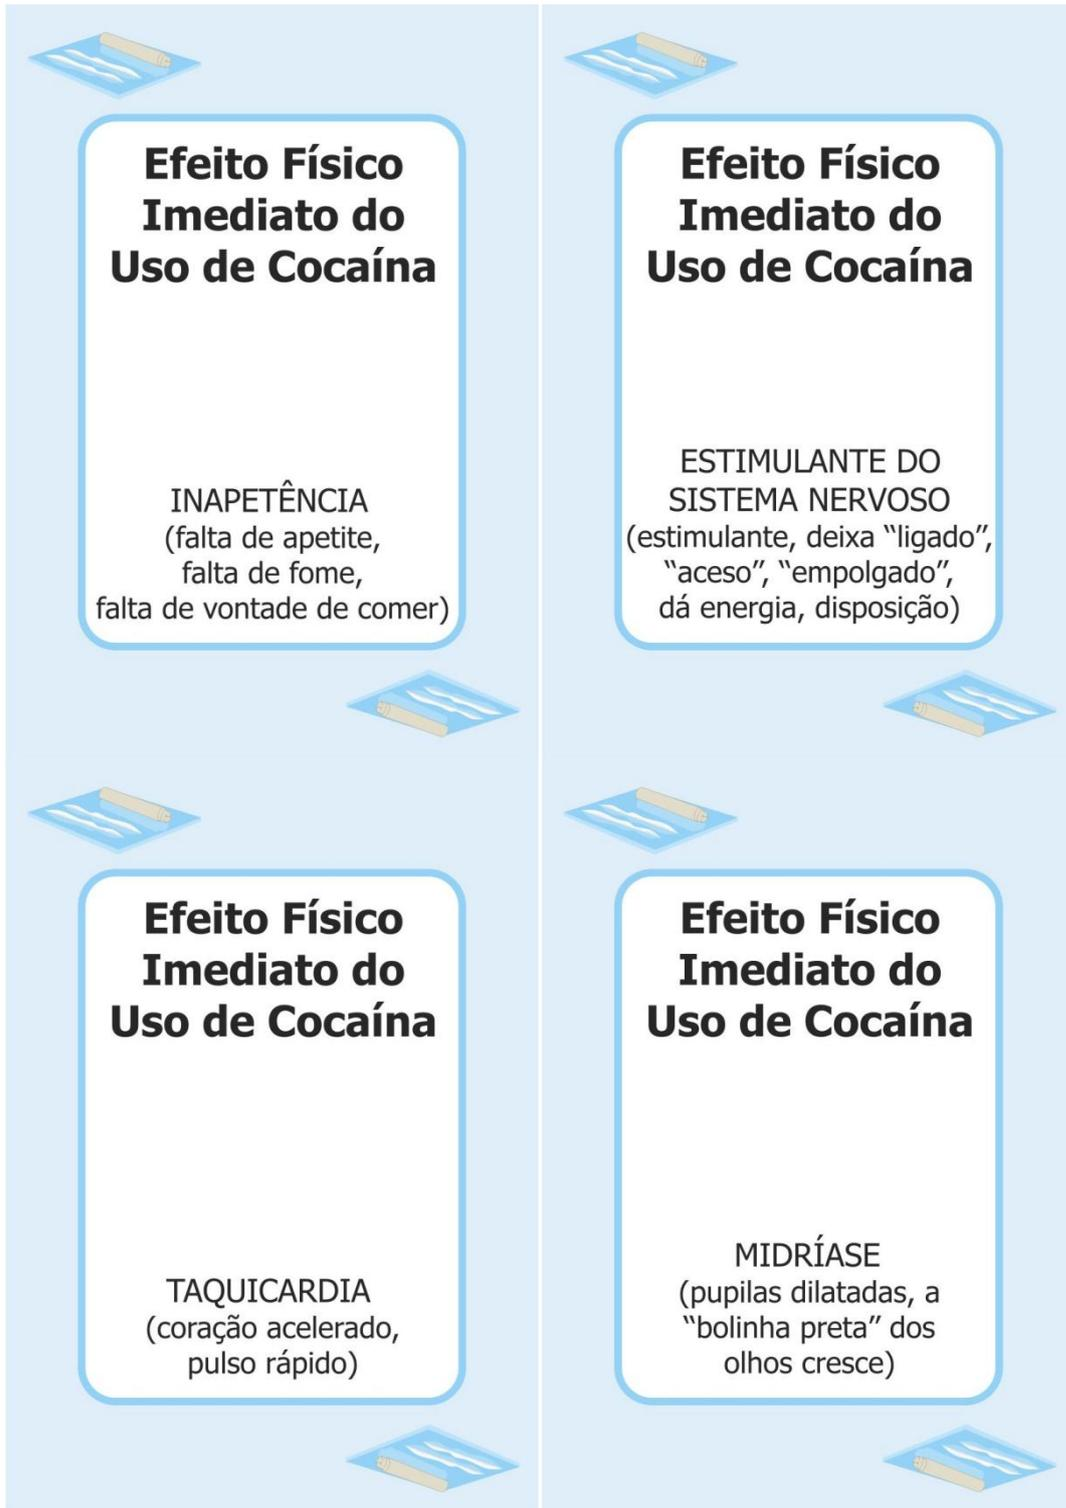 Efeito Físico
Imediato do
Uso de Cocaína
INAPETÊNCIA
(falta de apetite,
falta de fome,
falta de vontade de comer)
Efeito Físico
Imediato do
Uso de Cocaína
ESTIMULANTE DO
SISTEMA NERVOSO
(estimulante, deixa “ligado”,
“aceso”, “empolgado”,
dá energia, disposição)
Efeito Físico
Imediato do
Uso de Cocaína
TAQUICARDIA
(coração acelerado,
pulso rápido)
Efeito Físico
Imediato do
Uso de Cocaína
MIDRÍASE
(pupilas dilatadas, a
“bolinha preta” dos
olhos cresce)